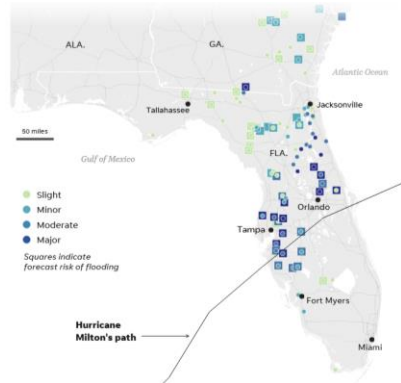 ALA.
GA.
Atlantic Ocean
Tallahassee
Jacksonville
50 miles
Gulf of Mexico
FLA.
Slight
Minor
Moderate
Major
Orlando
Tampa
Squares indicate
forecast risk of flooding
Fort Myers
Hurricane
Milton's path
Miami